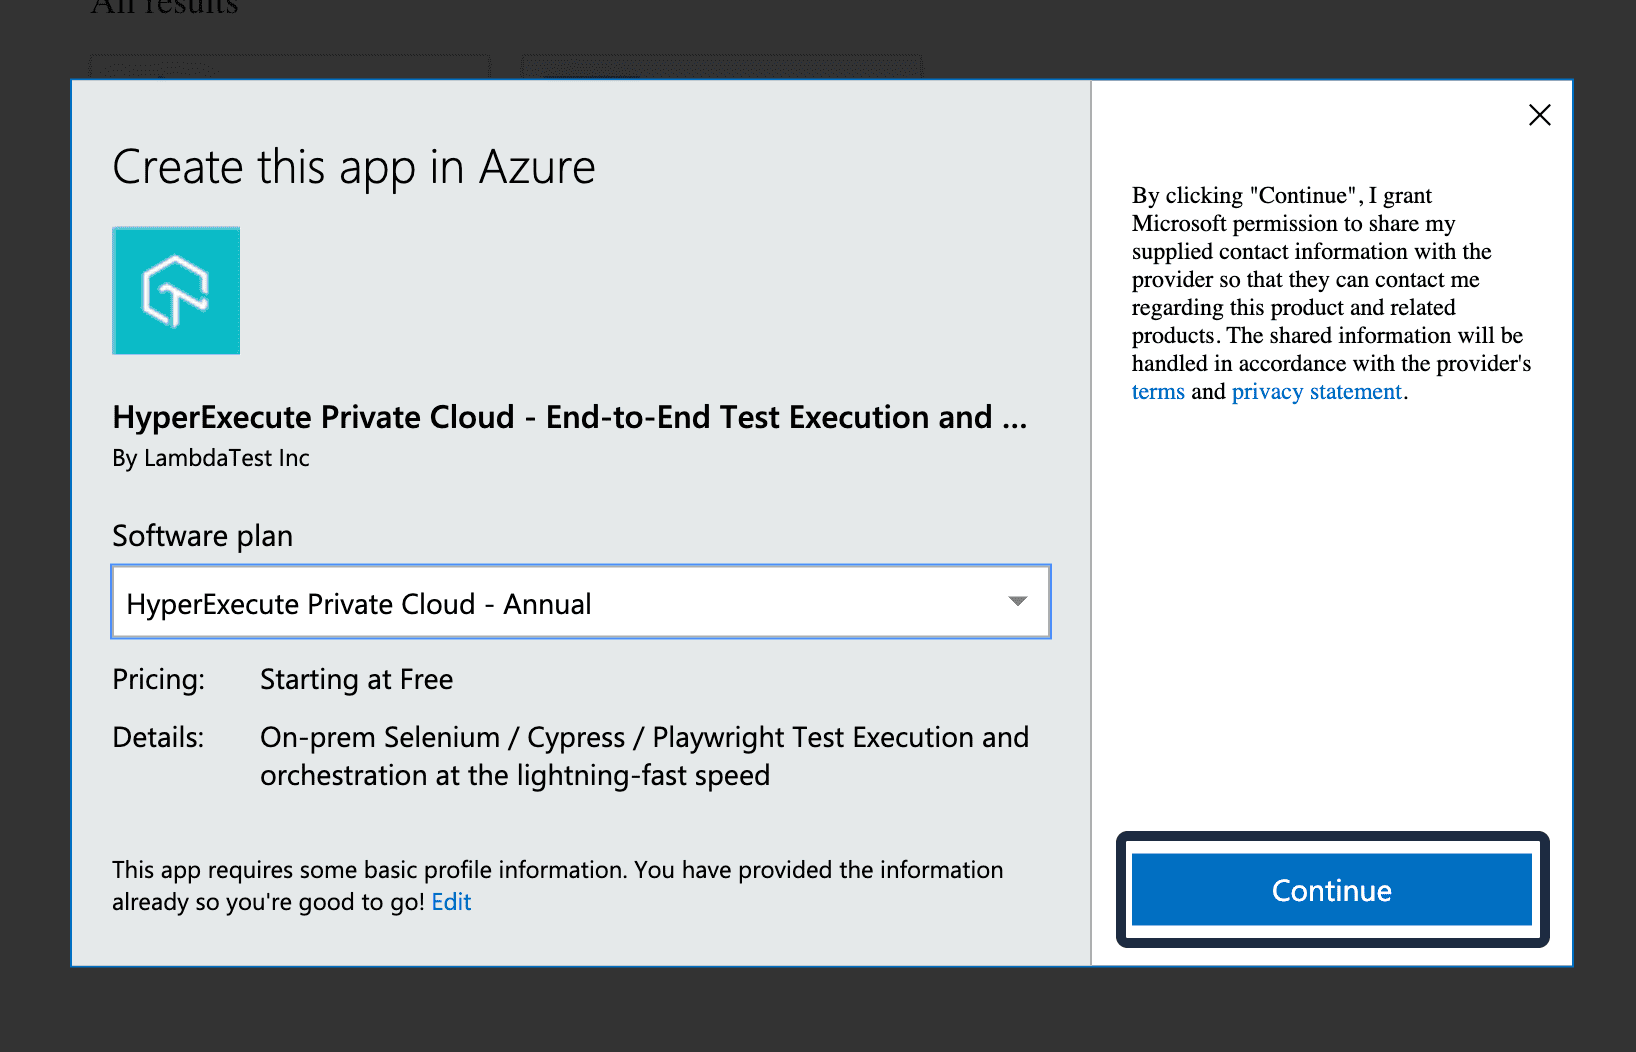 All results
Create this app in Azure
HyperExecute Private Cloud - End-to-End Test Execution and ...
By LambdaTest Inc
Software plan
HyperExecute Private Cloud - Annual
Pricing: Starting at Free
Details: On-prem Selenium / Cypress / Playwright Test Execution and
orchestration at the lightning-fast speed
This app requires some basic profile information. You have provided the information
already so you're good to go! Edit
By clicking "Continue", I grant
Microsoft permission to share my
supplied contact information with the
provider so that they can contact me
regarding this product and related
products. The shared information will be
handled in accordance with the provider's
terms and privacy statement.
Continue